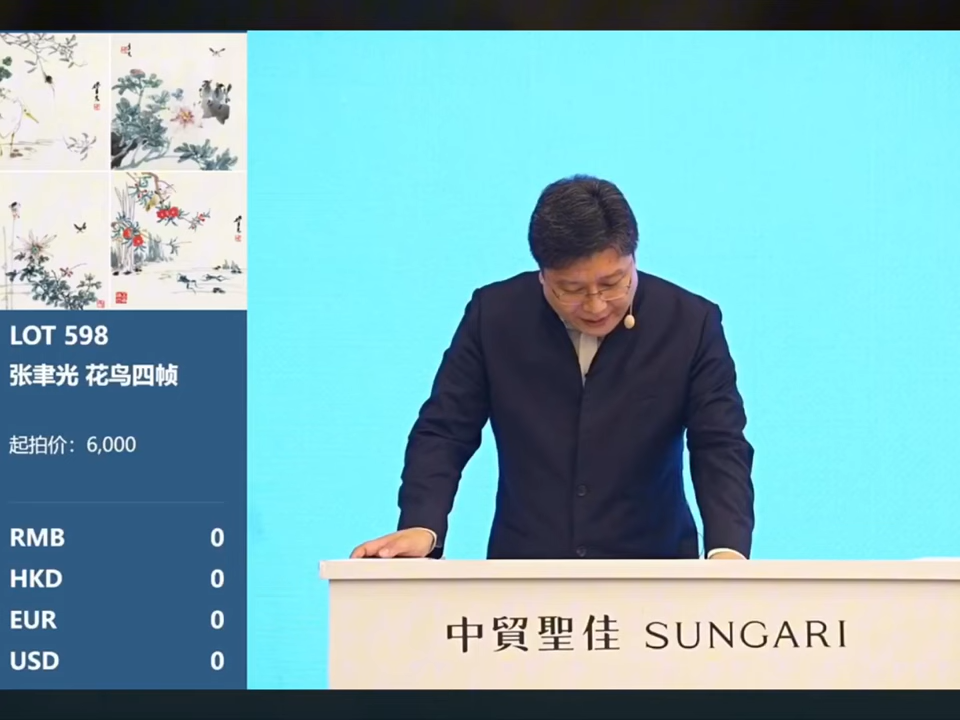 LOT 598
张聿光 花鸟四帧
起拍价：6,000
RMB 0
HKD 0
EUR 0
USD 0
中貿聖佳 SUNGARI